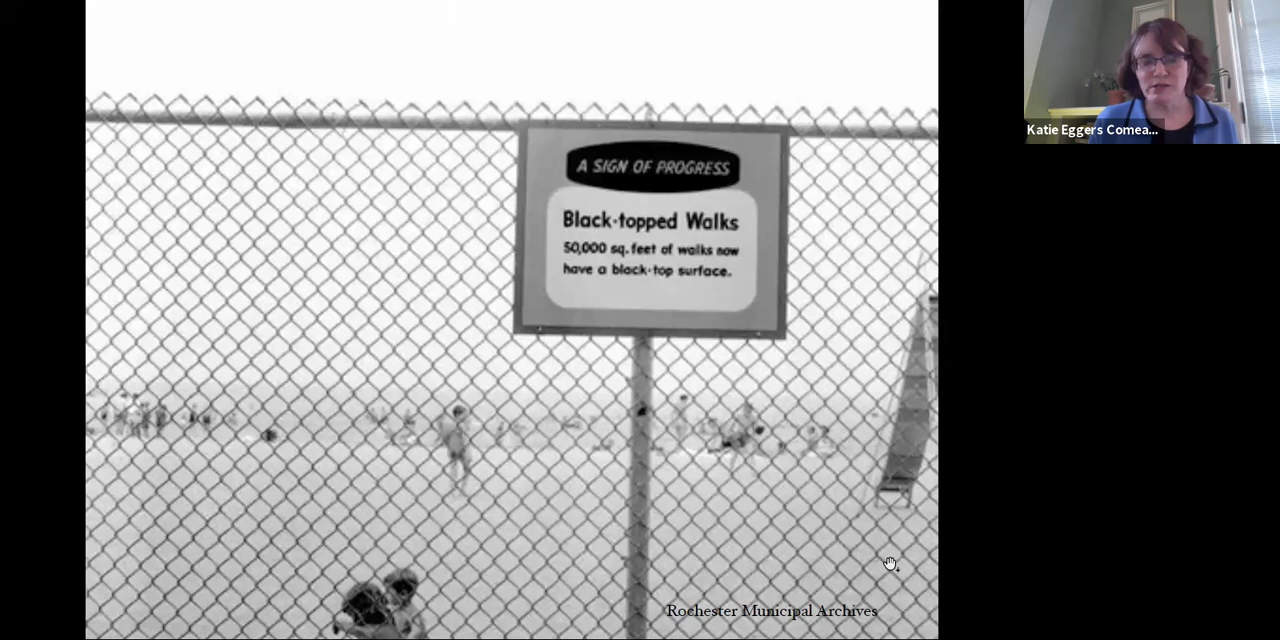 A SIGN OF PROGRESS
Black-topped Walks
50,000 sq. feet of walks now
have a black-top surface.
Rochester Municipal Archives
Katie Eggers Comea...